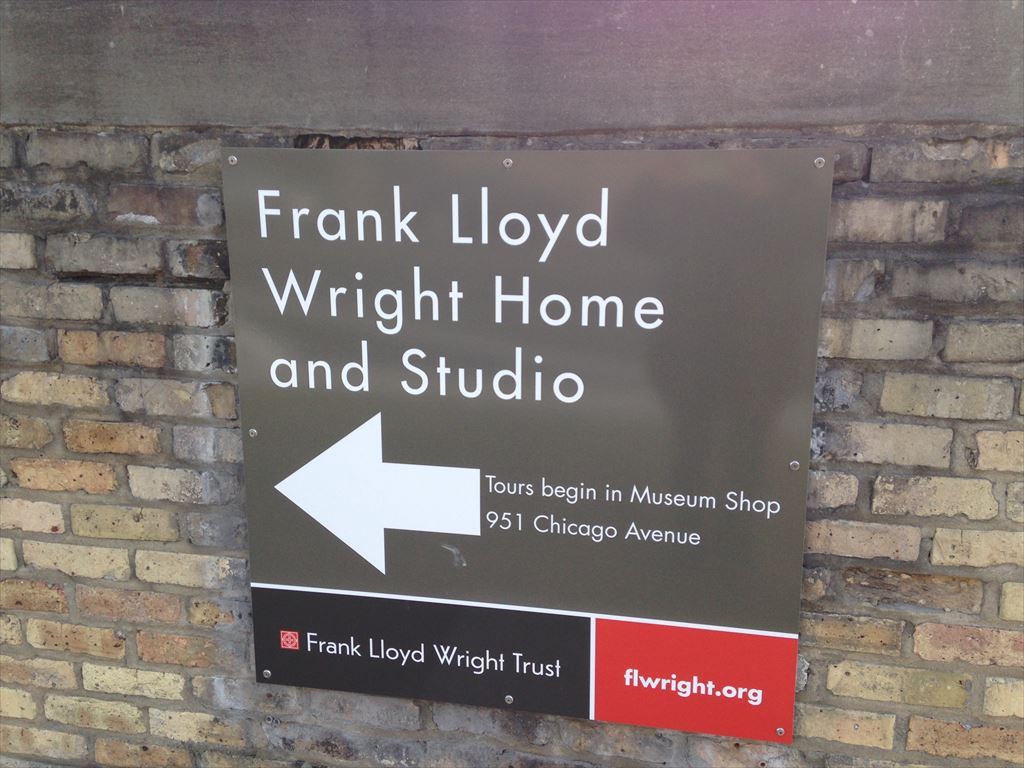 Frank Lloyd
Wright Home
and Studio
Tours begin in Museum Shop
951 Chicago Avenue
Frank Lloyd Wright Trust
flwright.org